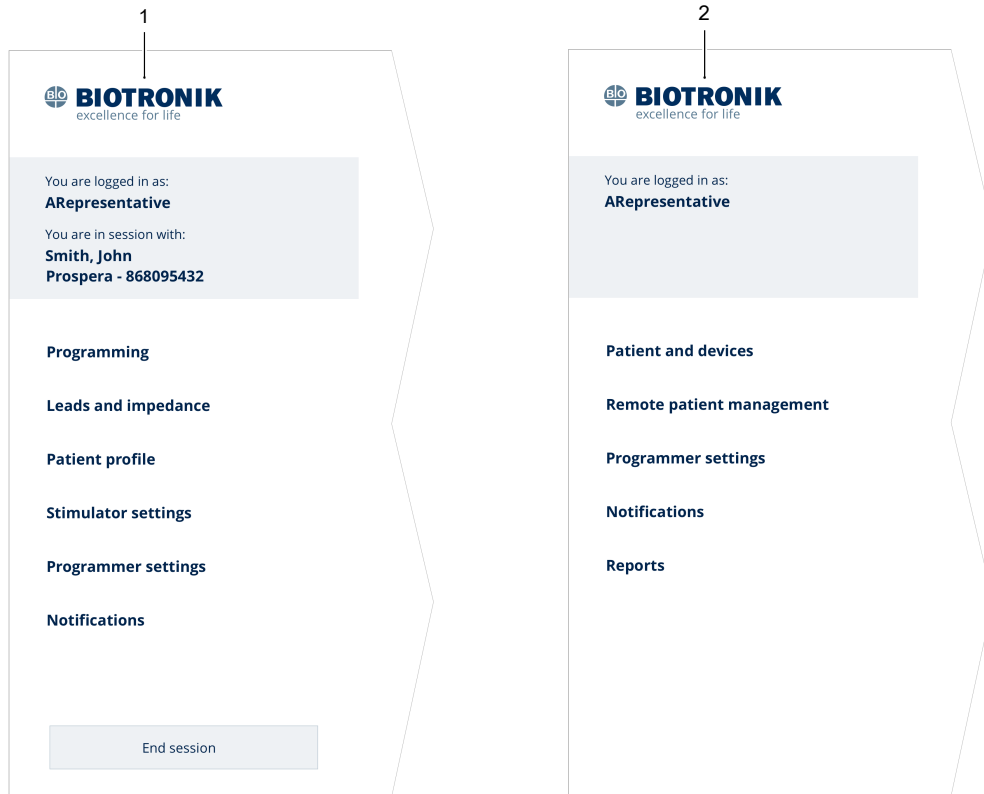 1
BIO BIOTRONIK
excellence for life
You are logged in as:
ARepresentative
You are in session with:
Smith, John
Prospera - 868095432
Programming
Leads and impedance
Patient profile
Stimulator settings
Programmer settings
Notifications
End session
2
BIO BIOTRONIK
excellence for life
You are logged in as:
ARepresentative
Patient and devices
Remote patient management
Programmer settings
Notifications
Reports